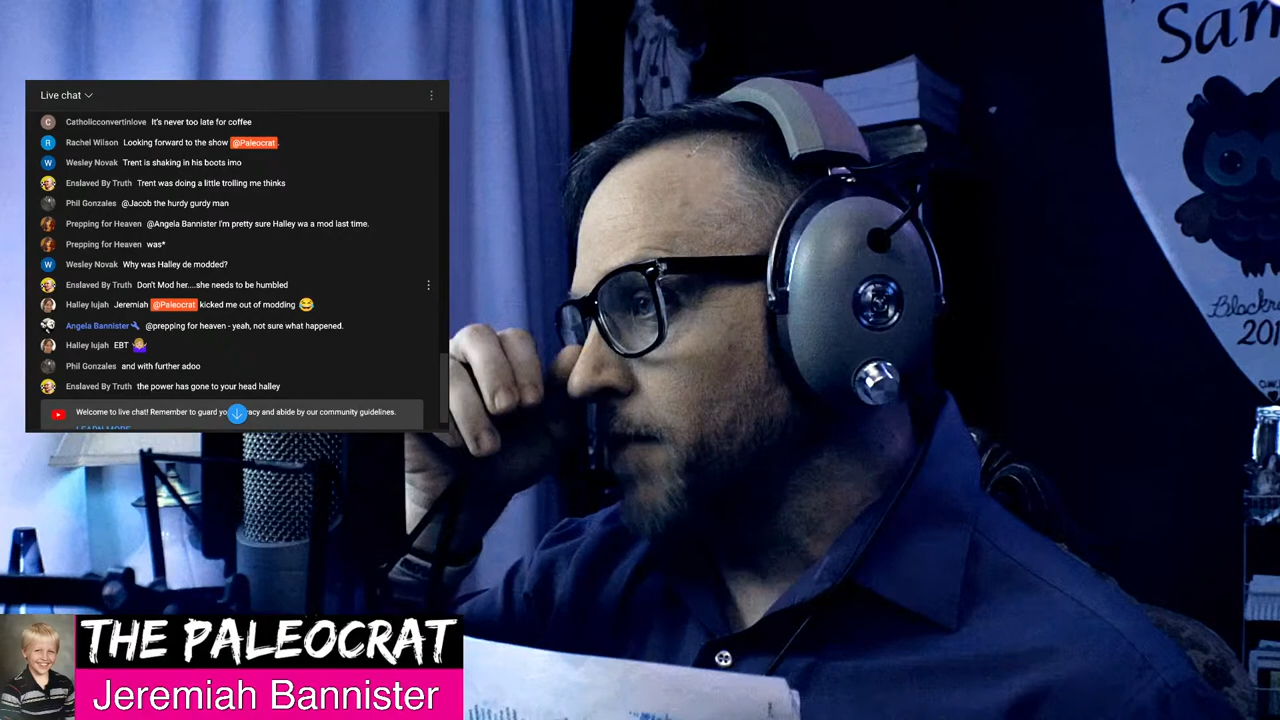 Live chat
Catholicconvertinlove It's never too late for coffee
Rachel Wilson Looking forward to the show @Paleocrat.
Wesley Novak Trent is shaking in his boots imo
Enslaved By Truth Trent was doing a little trolling me thinks
Phil Gonzales @Jacob the hurdy gurdy man
Prepping for Heaven @Angela Bannister I'm pretty sure Halley wa a mod last time.
Prepping for Heaven was*
Wesley Novak Why was Halley de modded?
Enslaved By Truth Don't Mod her....she needs to be humbled
Halley lujah Jeremiah @Paleocrat kicked me out of modding 😂
Angela Bannister @prepping for heaven - yeah, not sure what happened.
Halley lujah EBT 🤷🏼‍♀️
Phil Gonzales and with further adoo
Enslaved By Truth the power has gone to your head halley
Welcome to live chat! Remember to guard your privacy and abide by our community guidelines.
LEARN MORE
THE PALEOCRAT
Jeremiah Bannister